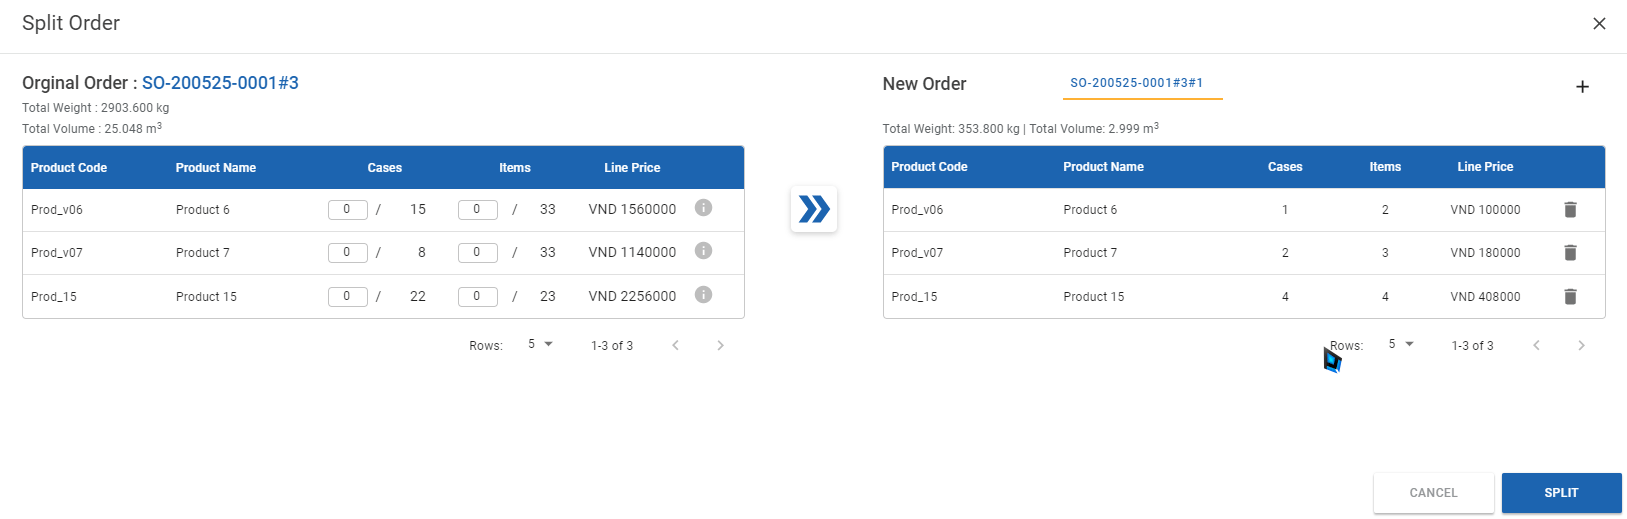 Split Order
Orginal Order : SO-200525-0001#3
Total Weight : 2903.600 kg
Total Volume : 25.048 m3
Product Code Product Name Cases Items Line Price
Prod_v06 Product 6 0 / 15 0 / 33 VND 1560000
Prod_v07 Product 7 0 / 8 0 / 33 VND 1140000
Prod_15 Product 15 0 / 22 0 / 23 VND 2256000
Rows: 5 1-3 of 3
New Order SO-200525-0001#3#1
Total Weight: 353.800 kg | Total Volume: 2.999 m3
Product Code Product Name Cases Items Line Price
Prod_v06 Product 6 1 2 VND 100000
Prod_v07 Product 7 2 3 VND 180000
Prod_15 Product 15 4 4 VND 408000
Rows: 5 1-3 of 3
CANCEL SPLIT